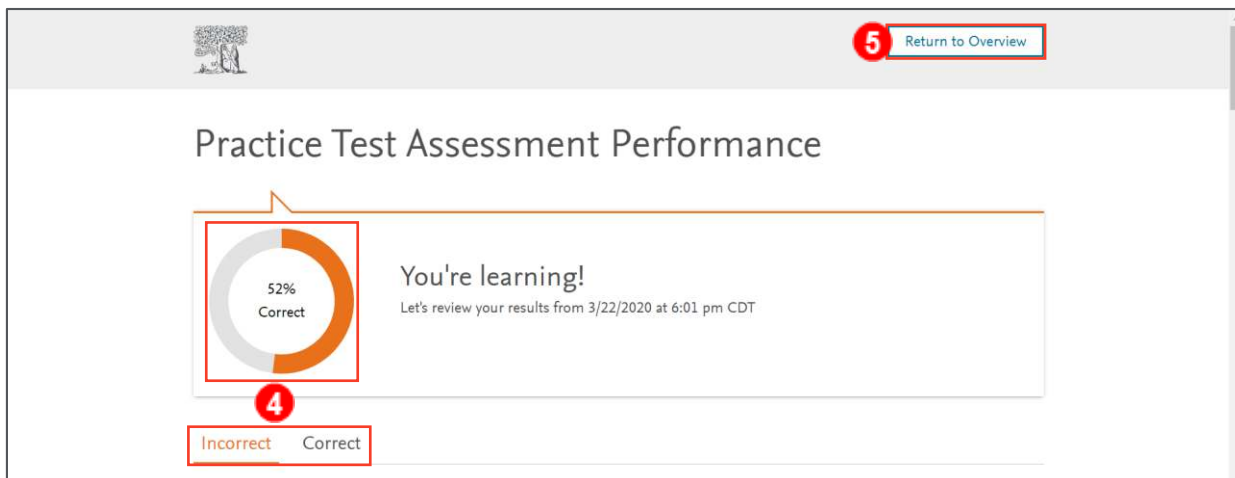 5 Return to Overview
Practice Test Assessment Performance
52%
Correct
You're learning!
Let's review your results from 3/22/2020 at 6:01 pm CDT
4
Incorrect Correct